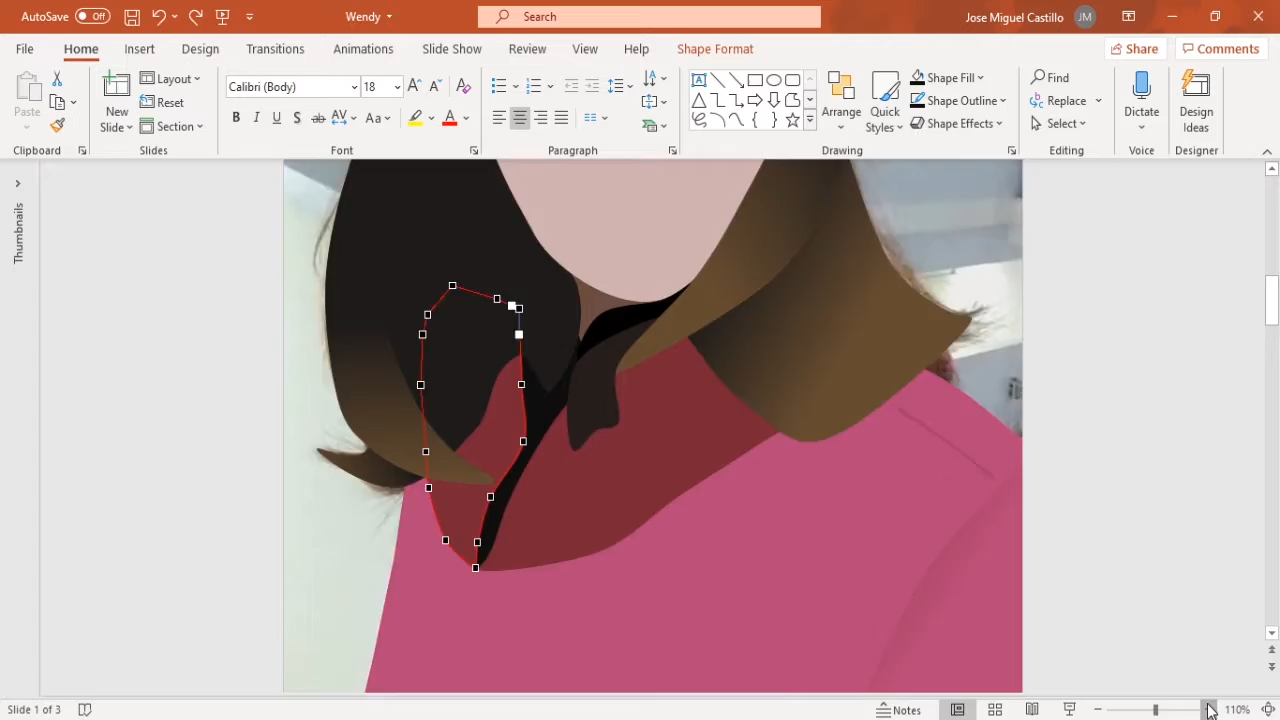 AutoSave Off Wendy Search Jose Miguel Castillo JM
File Home Insert Design Transitions Animations Slide Show Review View Help Shape Format Share Comments
Paste New Slide Layout Reset Section Calibri (Body) 18 Arrange Quick Styles Shape Fill Shape Outline Shape Effects Find Replace Select Dictate Design Ideas
Clipboard Slides Font Paragraph Drawing Editing Voice Designer
Thumbnails
Slide 1 of 3 Notes 110%